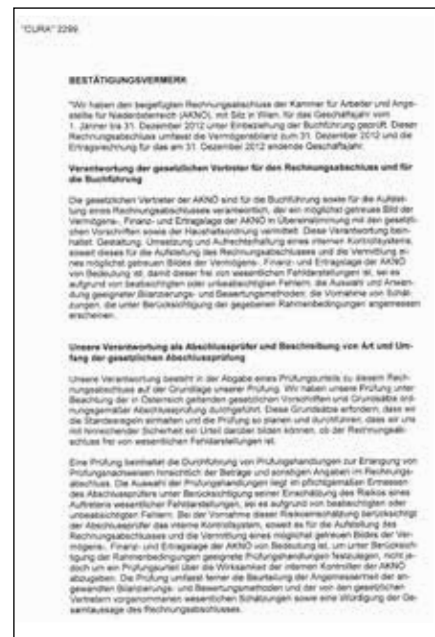 "CURA" 2299
BESTÄTIGUNGSVERMERK
"Wir haben den beigefügten Rechnungsabschluss der Kammer für Arbeiter und Ange-
stellte für Niederösterreich (AKNÖ), mit Sitz in Wien, für das Geschäftsjahr vom
1. Jänner bis 31. Dezember 2012 unter Einbeziehung der Buchführung geprüft. Dieser
Rechnungsabschluss umfasst die Vermögensbilanz zum 31. Dezember 2012 und die
Ertragsrechnung für das am 31. Dezember 2012 endende Geschäftsjahr.
Verantwortung der gesetzlichen Vertreter für den Rechnungsabschluss und für
die Buchführung
Die gesetzlichen Vertreter der AKNÖ sind für die Buchführung sowie für die Aufstel-
lung eines Rechnungsabschlusses verantwortlich, der ein möglichst getreues Bild der
Vermögens-, Finanz- und Ertragslage der AKNÖ in Übereinstimmung mit den gesetzli-
chen Vorschriften sowie der Haushaltsordnung vermittelt. Diese Verantwortung bein-
haltet: Gestaltung, Umsetzung und Aufrechterhaltung eines internen Kontrollsystems,
soweit dieses für die Aufstellung des Rechnungsabschlusses und die Vermittlung ei-
nes möglichst getreuen Bildes der Vermögens-, Finanz- und Ertragslage der AKNÖ
von Bedeutung ist, damit dieser frei von wesentlichen Fehldarstellungen ist, sei es
aufgrund von beabsichtigten oder unbeabsichtigten Fehlern; die Auswahl und Anwen-
dung geeigneter Bilanzierungs- und Bewertungsmethoden; die Vornahme von Schät-
zungen, die unter Berücksichtigung der gegebenen Rahmenbedingungen angemessen
erscheinen.
Unsere Verantwortung als Abschlussprüfer und Beschreibung von Art und Um-
fang der gesetzlichen Abschlussprüfung
Unsere Verantwortung besteht in der Abgabe eines Prüfungsurteils zu diesem Rech-
nungsabschluss auf der Grundlage unserer Prüfung. Wir haben unsere Prüfung unter
Beachtung der in Österreich geltenden gesetzlichen Vorschriften und Grundsätze ord-
nungsgemäßer Abschlussprüfung durchgeführt. Diese Grundsätze erfordern, dass wir
die Standesregeln einhalten und die Prüfung so planen und durchführen, dass wir uns
mit hinreichender Sicherheit ein Urteil darüber bilden können, ob der Rechnungsab-
schluss frei von wesentlichen Fehldarstellungen ist.
Eine Prüfung beinhaltet die Durchführung von Prüfungshandlungen zur Erlangung von
Prüfungsnachweisen hinsichtlich der Beträge und sonstigen Angaben im Rechnungs-
abschluss. Die Auswahl der Prüfungshandlungen liegt im pflichtgemäßen Ermessen
des Abschlussprüfers unter Berücksichtigung seiner Einschätzung des Risikos eines
Auftretens wesentlicher Fehldarstellungen, sei es aufgrund von beabsichtigten oder
unbeabsichtigten Fehlern. Bei der Vornahme dieser Risikoeinschätzung berücksichtigt
der Abschlussprüfer das interne Kontrollsystem, soweit es für die Aufstellung des
Rechnungsabschlusses und die Vermittlung eines möglichst getreuen Bildes der Ver-
mögens-, Finanz- und Ertragslage der AKNÖ von Bedeutung ist, um unter Berücksich-
tigung der Rahmenbedingungen geeignete Prüfungshandlungen festzulegen, nicht je-
doch um ein Prüfungsurteil über die Wirksamkeit der internen Kontrollen der AKNÖ
abzugeben. Die Prüfung umfasst ferner die Beurteilung der Angemessenheit der an-
gewandten Bilanzierungs- und Bewertungsmethoden und der von den gesetzlichen
Vertretern vorgenommenen wesentlichen Schätzungen sowie eine Würdigung der Ge-
samtaussage des Rechnungsabschlusses.